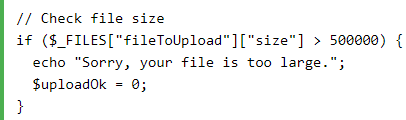 // Check file size
if ($_FILES["fileToUpload"]["size"] > 500000) {
  echo "Sorry, your file is too large.";
  $uploadOk = 0;
}